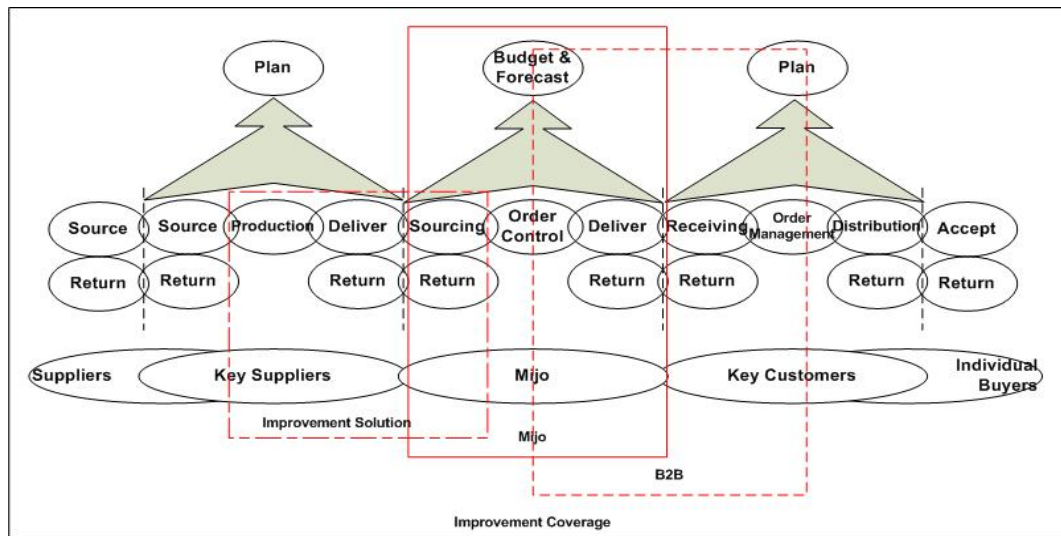 Plan
Budget &
Forecast
Plan
Source
Source
Production
Deliver
Sourcing
Order
Control
Deliver
Receiving
Order
Management
Distribution
Accept
Return
Return
Return
Return
Return
Return
Return
Return
Suppliers
Key Suppliers
Mijo
Key Customers
Individual
Buyers
Improvement Solution
Mijo
B2B
Improvement Coverage